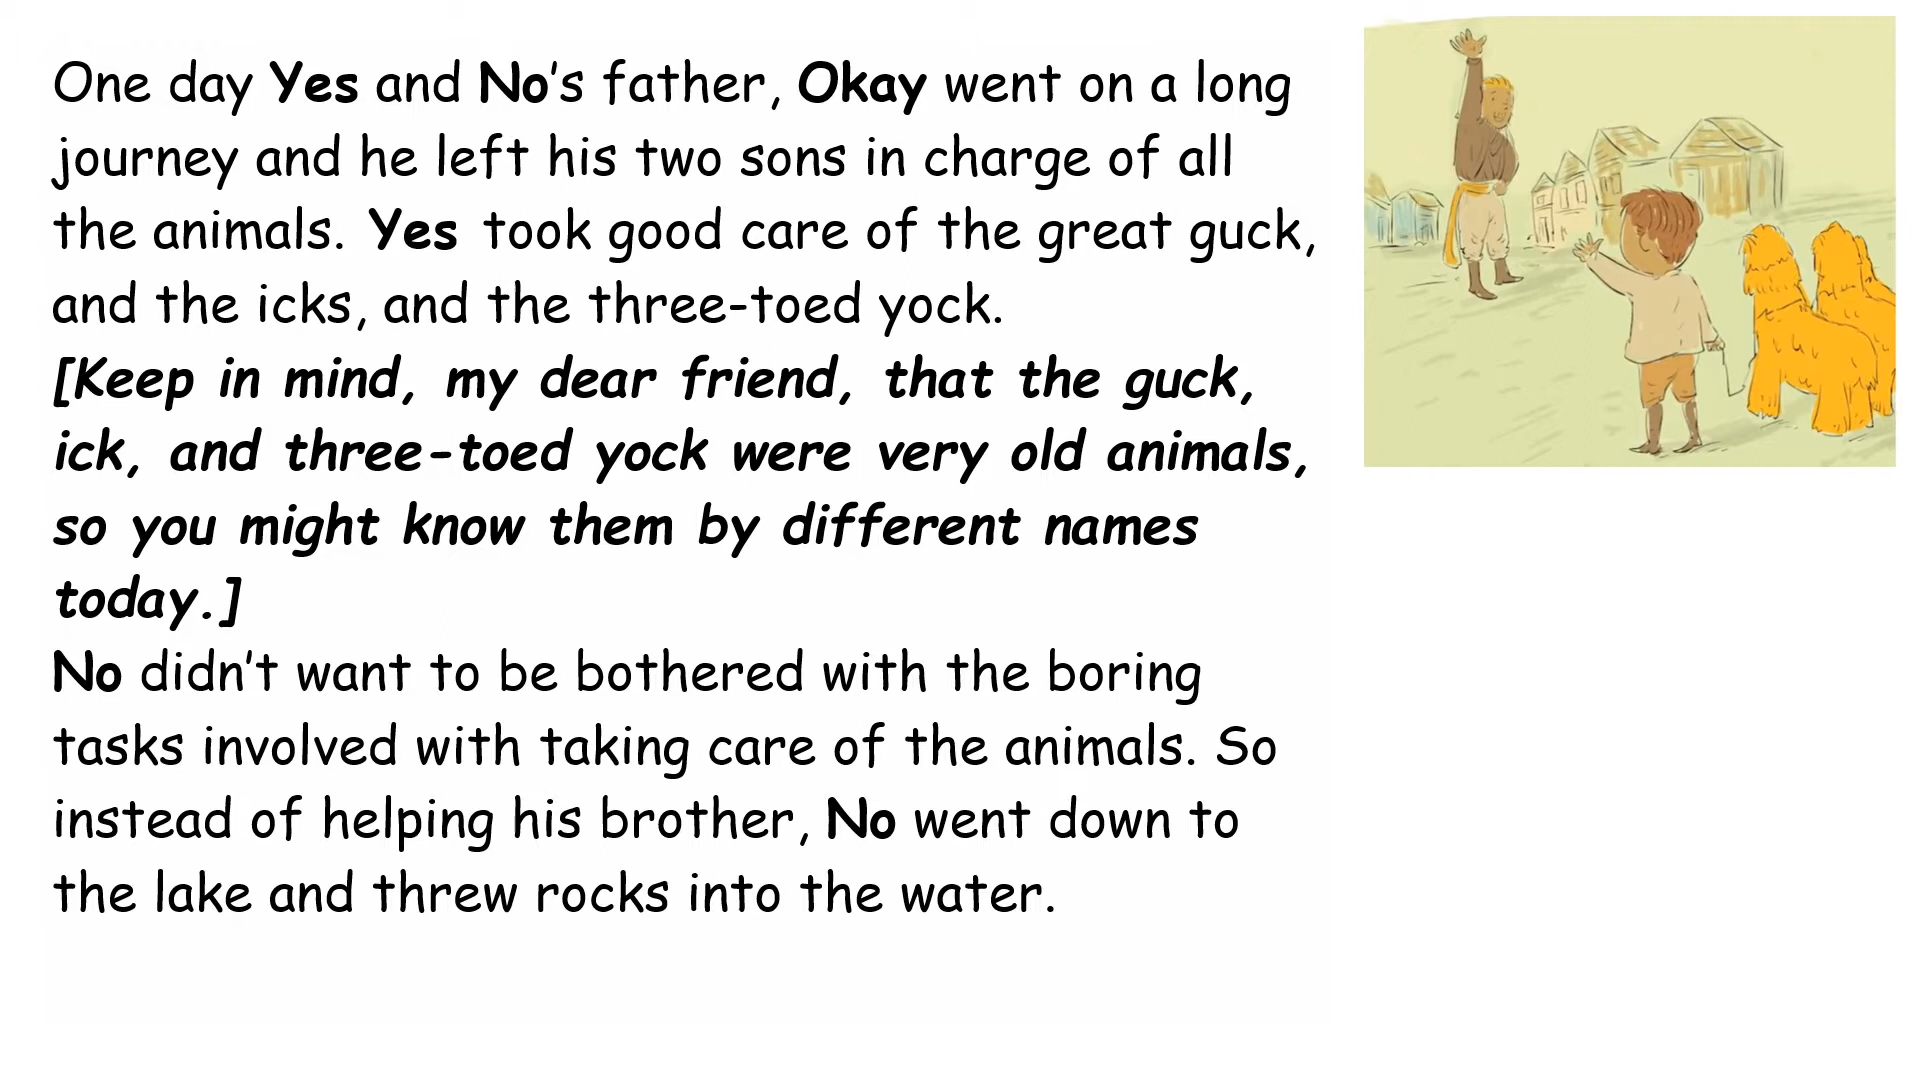 One day Yes and No's father, Okay went on a long
journey and he left his two sons in charge of all
the animals. Yes took good care of the great guck,
and the icks, and the three-toed yock.
[Keep in mind, my dear friend, that the guck,
ick, and three-toed yock were very old animals,
so you might know them by different names
today.]
No didn't want to be bothered with the boring
tasks involved with taking care of the animals. So
instead of helping his brother, No went down to
the lake and threw rocks into the water.